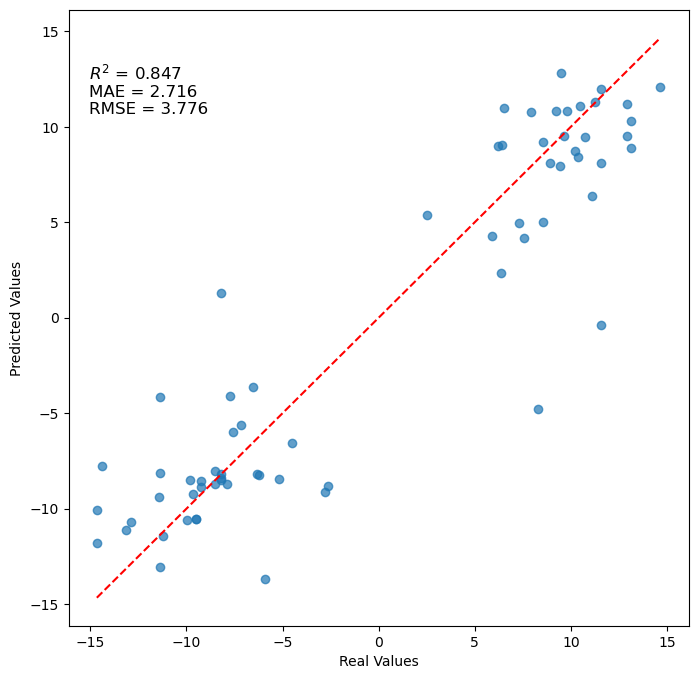 15
10
5
0
−5
−10
−15
Predicted Values
R² = 0.847
MAE = 2.716
RMSE = 3.776
−15 −10 −5 0 5 10 15
Real Values